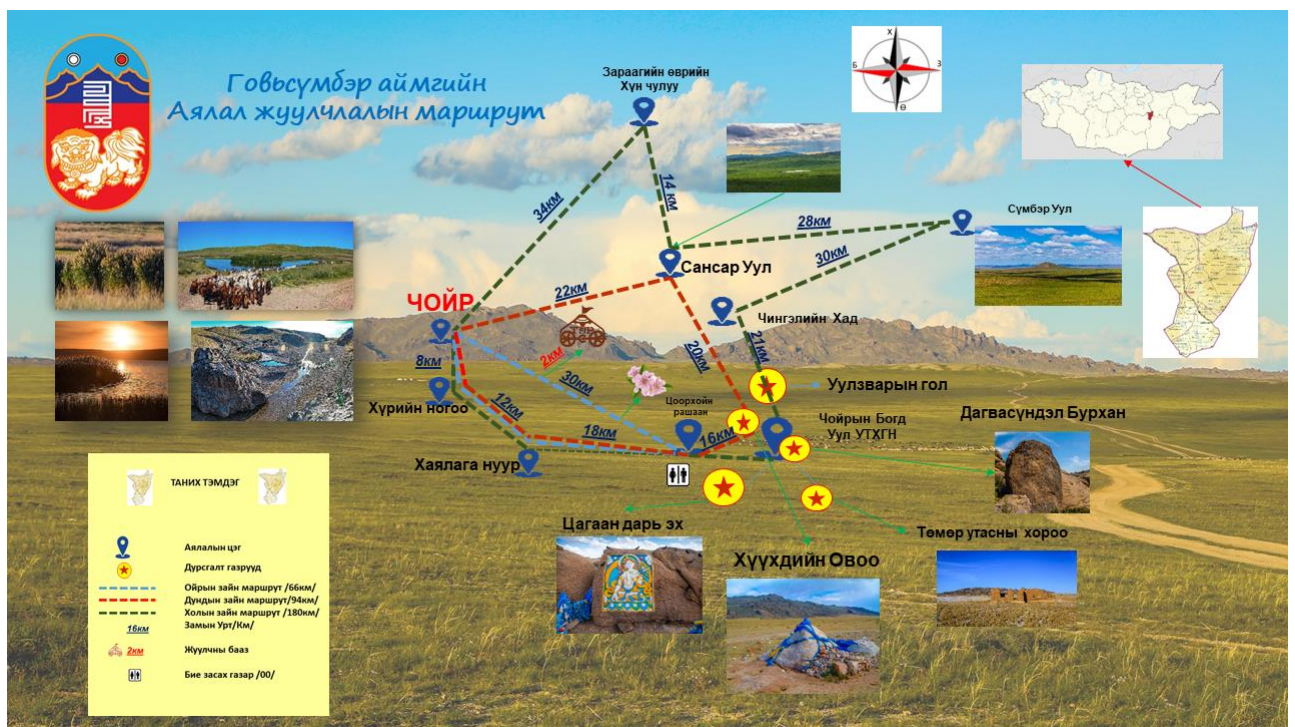 Говьсүмбэр аймгийн
Аялал жуулчлалын маршрут
Зараагийн өврийн
Хүн чулуу
Х
Б
З
Ө
34км
14 км
28км
Сүмбэр Уул
30км
Сансар Уул
22км
ЧОЙР
Чингэлийн Хад
8км
2км
30км
20км
21км
Уулзварын гол
Хүрийн ногоо
12км
18км
Цоорхойн
рашаан
16км
Чойрын Богд
Уул УТХГН
Дагвасүндэл Бурхан
Хаялага нуур
Цагаан дарь эх
Хүүхдийн Овоо
Төмөр утасны хороо
ТАНИХ ТЭМДЭГ
Аялалын цэг
Дурсгалт газрууд
Ойрын зайн маршрут /66км/
Дундын зайн маршрут/94км/
Холын зайн маршрут /180км/
16км
Замын Урт/Км/
2км
Жуулчны бааз
Бие засах газар /00/